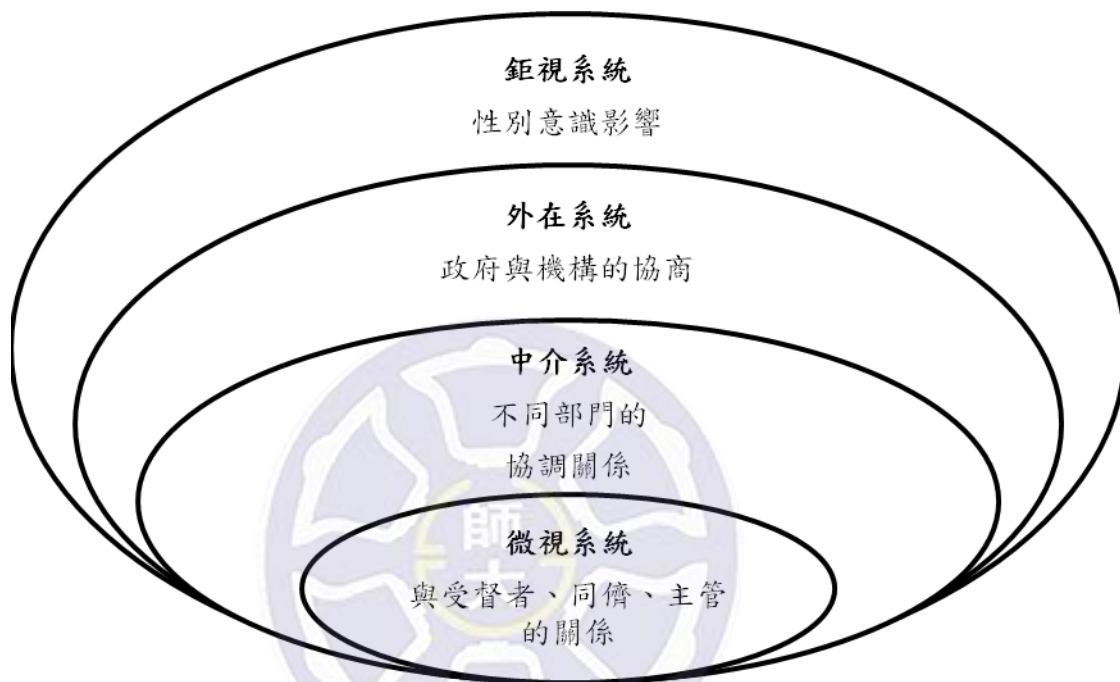 鉅視系統
性別意識影響
外在系統
政府與機構的協商
中介系統
不同部門的
協調關係
師大
微視系統
與受督者、同儕、主管
的關係